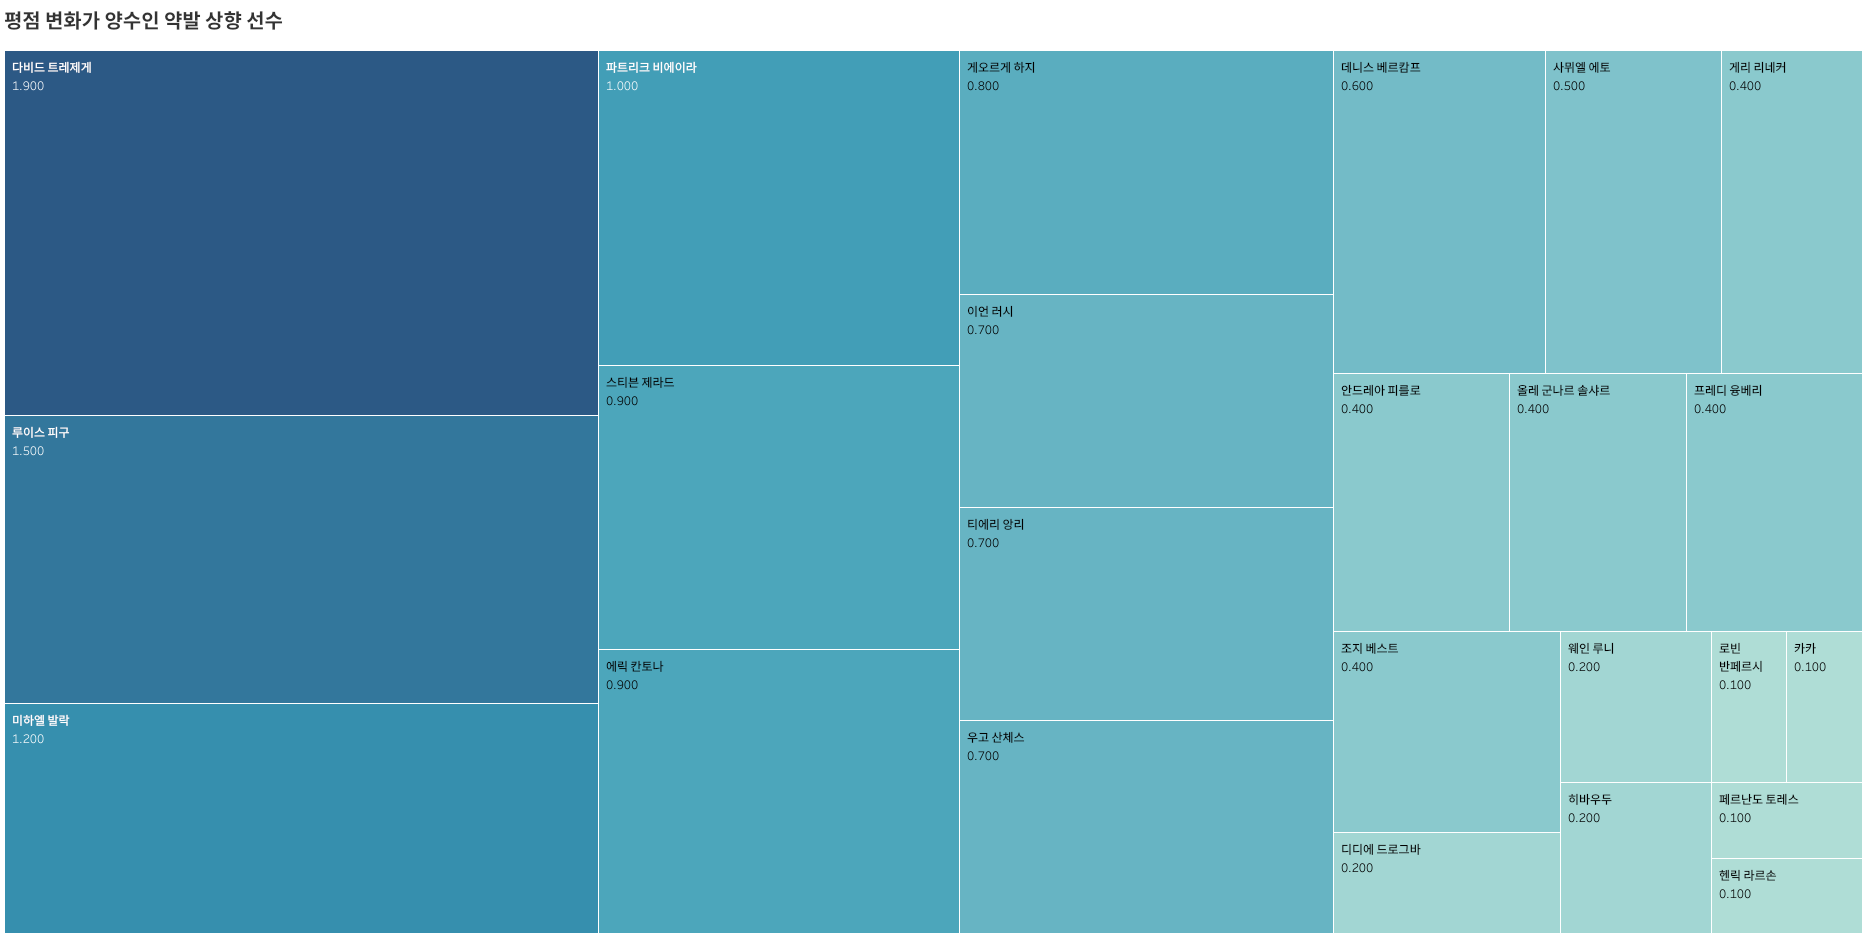 평점 변화가 양수인 약발 상향 선수
다비드 트레제게
1.900
루이스 피구
1.500
미하엘 발락
1.200
파트리크 비에이라
1.000
스티븐 제라드
0.900
에릭 칸토나
0.900
게오르게 하지
0.800
이언 러시
0.700
티에리 앙리
0.700
우고 산체스
0.700
데니스 베르캄프
0.600
사뮈엘 에토
0.500
게리 리네커
0.400
안드레아 피를로
0.400
올레 군나르 솔샤르
0.400
프레디 융베리
0.400
조지 베스트
0.400
디디에 드로그바
0.200
웨인 루니
0.200
히바우두
0.200
로빈
반페르시
0.100
카카
0.100
페르난도 토레스
0.100
헨릭 라르손
0.100